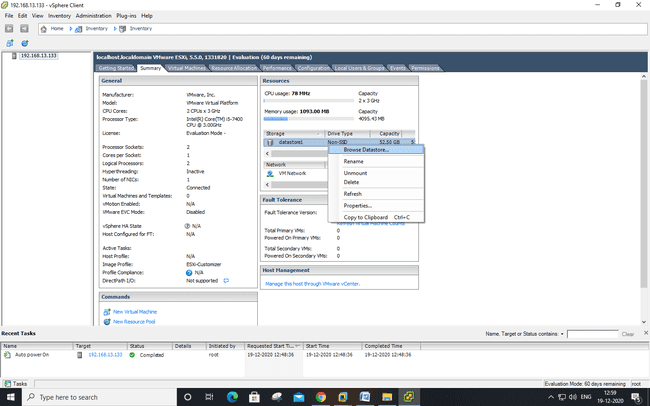 192.168.13.133 - vSphere Client
File Edit View Inventory Administration Plug-ins Help
Home Inventory Inventory
192.168.13.133
localhost.localdomain VMware ESXi, 5.5.0, 1331820 | Evaluation (60 days remaining)
Getting Started Summary Virtual Machines Resource Allocation Performance Configuration Local Users & Groups Events Permissions
General
Manufacturer: VMware, Inc.
Model: VMware Virtual Platform
CPU Cores: 2 CPUs x 3 GHz
Processor Type: Intel(R) Core(TM) i5-7400
CPU @ 3.00GHz
License: Evaluation Mode -
Processor Sockets: 2
Cores per Socket: 1
Logical Processors: 2
Hyperthreading: Inactive
Number of NICs: 1
State: Connected
Virtual Machines and Templates: 0
vMotion Enabled: N/A
VMware EVC Mode: Disabled
vSphere HA State N/A
Host Configured for FT: N/A
Active Tasks:
Host Profile: N/A
Image Profile: ESXi-Customizer
Profile Compliance: N/A
DirectPath I/O: Not supported
Commands
New Virtual Machine
New Resource Pool
Resources
CPU usage: 78 MHz Capacity
2 x 3 GHz
Memory usage: 1093.00 MB Capacity
4095.43 MB
Storage Drive Type Capacity
datastore1 Non-SSD 52.50 GB 5
Browse Datastore...
Rename
Unmount
Delete
Refresh
Properties...
Copy to Clipboard Ctrl+C
Network
VM Network
Fault Tolerance
Fault Tolerance Version:
Refresh Virtual Machine Counts
Total Primary VMs: 0
Powered On Primary VMs: 0
Total Secondary VMs: 0
Powered On Secondary VMs: 0
Host Management
Manage this host through VMware vCenter.
Recent Tasks
Name, Target or Status contains: Clear
Name Target Status Details Initiated by Requested Start Ti... Start Time Completed Time
Auto power On 192.168.13.133 Completed root 19-12-2020 12:48:36 19-12-2020 12:48:36 19-12-2020 12:48:36
Tasks
Evaluation Mode: 60 days remaining root
Type here to search
ENG
12:59
19-12-2020